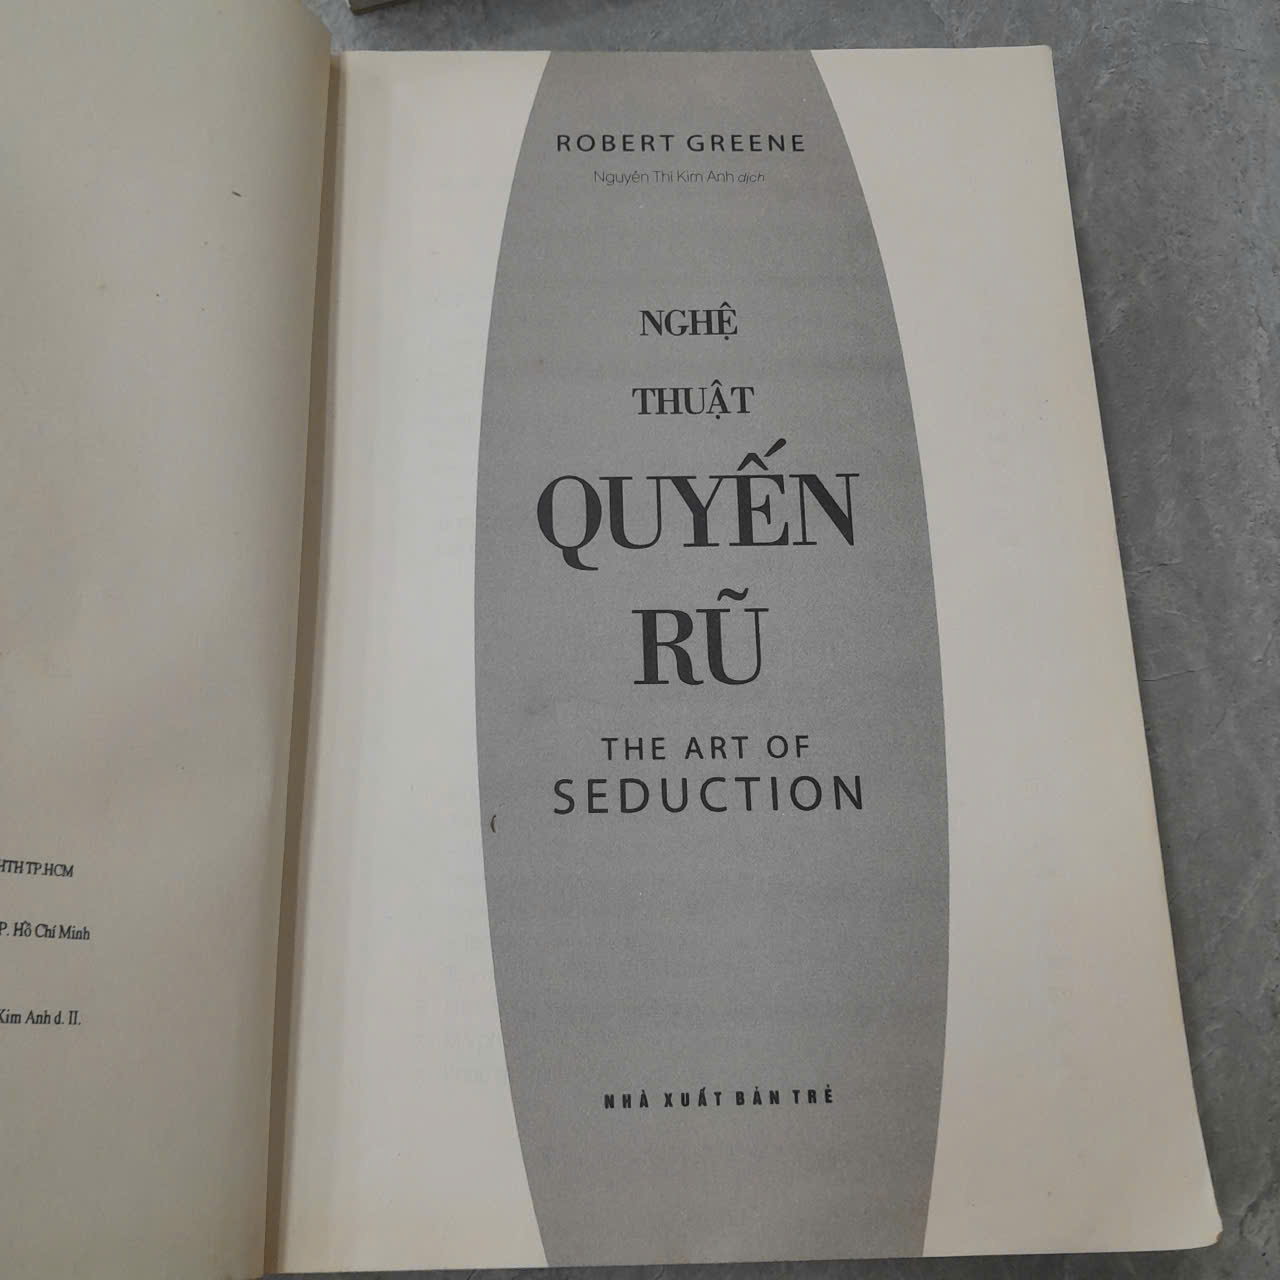 HTH TP.HCM
P. Hồ Chí Minh
Kim Anh d. II.
ROBERT GREENE
Nguyễn Thị Kim Anh dịch
NGHỆ
THUẬT
QUYẾN
RŨ
THE ART OF
SEDUCTION
NHÀ XUẤT BẢN TRẺ